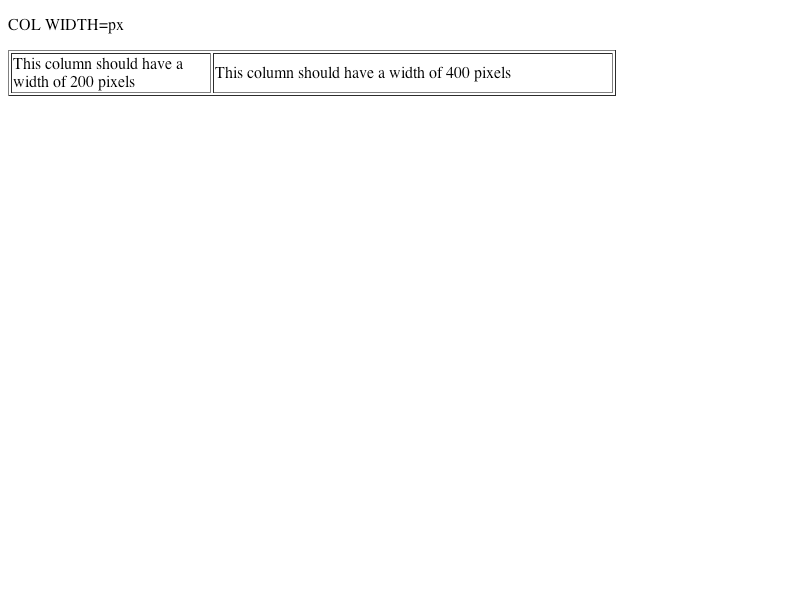 COL WIDTH=px
This column should have a
width of 200 pixels
This column should have a width of 400 pixels